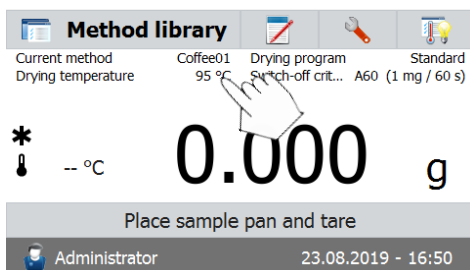 Method library
Current method Coffee01 Drying program Standard
Drying temperature 95 °C Switch-off crit... A60 (1 mg / 60 s)
-- °C 0.000 g
Place sample pan and tare
Administrator 23.08.2019 - 16:50